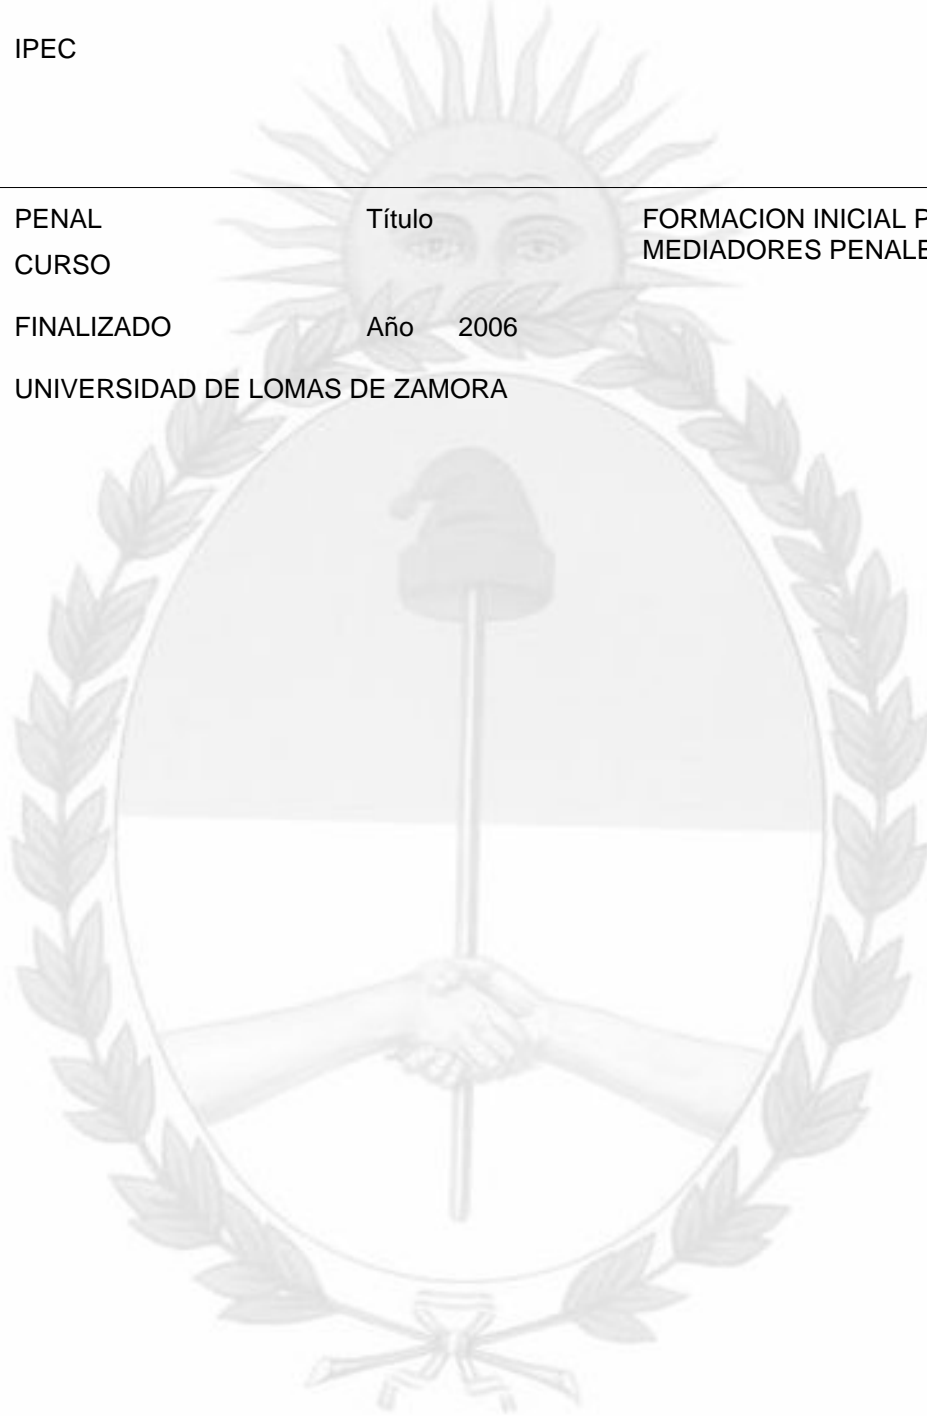 IPEC
PENAL Título FORMACION INICIAL
MEDIADORES
CURSO
FINALIZADO Año 2006
UNIVERSIDAD DE LOMAS DE ZAMORA